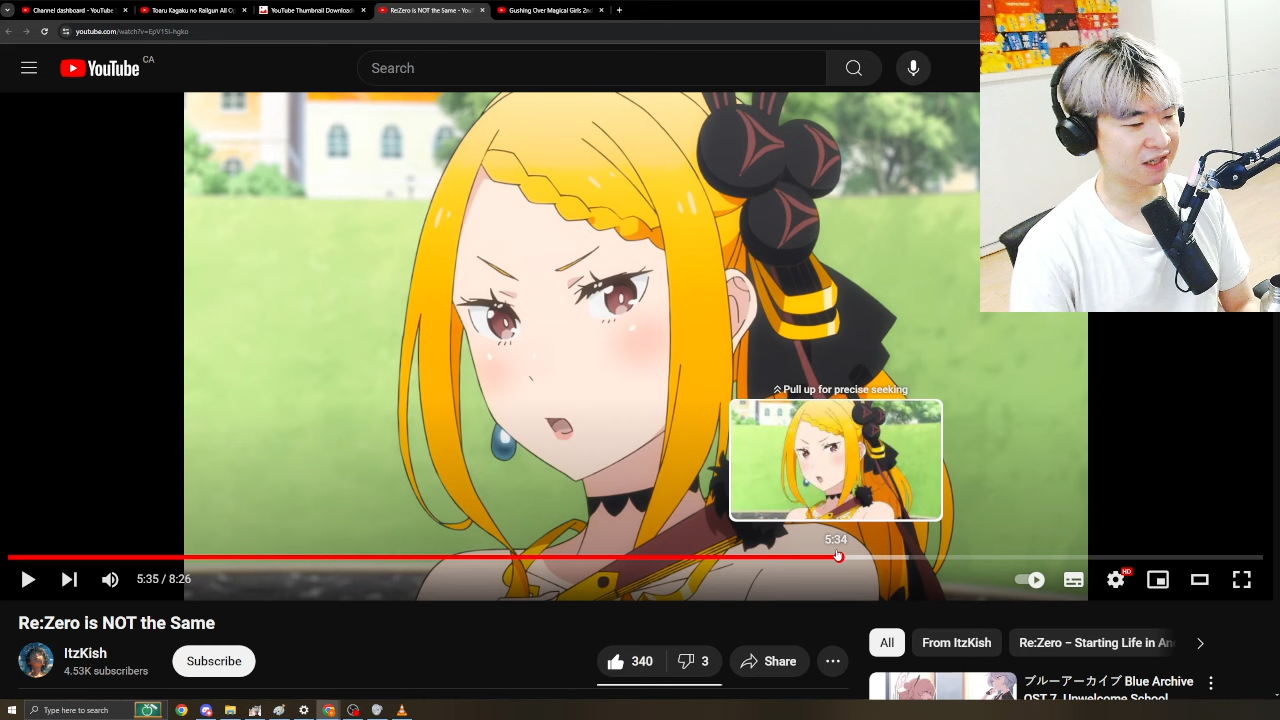 Channel dashboard - YouTube
Toaru Kagaku no Railgun All O
YouTube Thumbnail Download
Re:Zero is NOT the Same - You
Gushing Over Magical Girls 2nd
youtube.com/watch?v=EpV1Sl-hgko
YouTube CA
Search
Pull up for precise seeking
5:34
5:35 / 8:26
HD
Re:Zero is NOT the Same
ItzKish
4.53K subscribers
Subscribe
340
3
Share
All
From ItzKish
Re:Zero − Starting Life in An
ブルーアーカイブ Blue Archive
OST 7. Unwelcome School
Type here to search